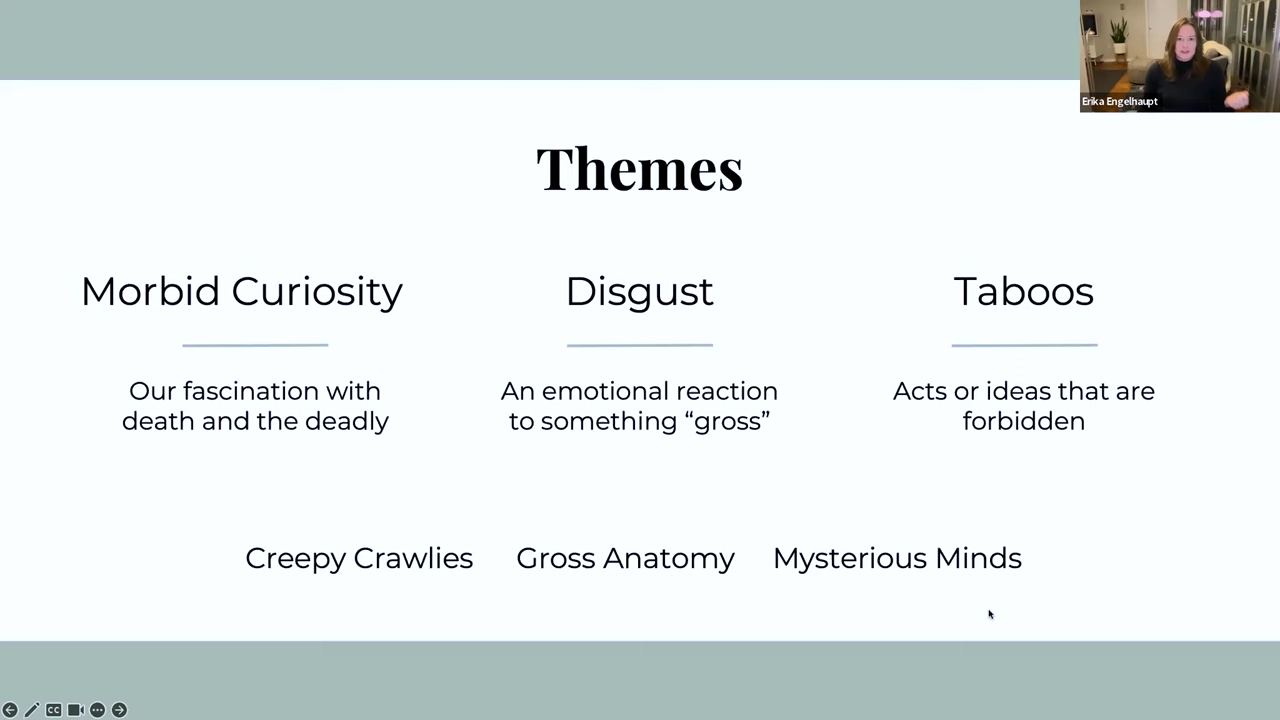 Erika Engelhaupt
Themes
Morbid Curiosity
Our fascination with
death and the deadly
Disgust
An emotional reaction
to something “gross”
Taboos
Acts or ideas that are
forbidden
Creepy Crawlies
Gross Anatomy
Mysterious Minds
CC